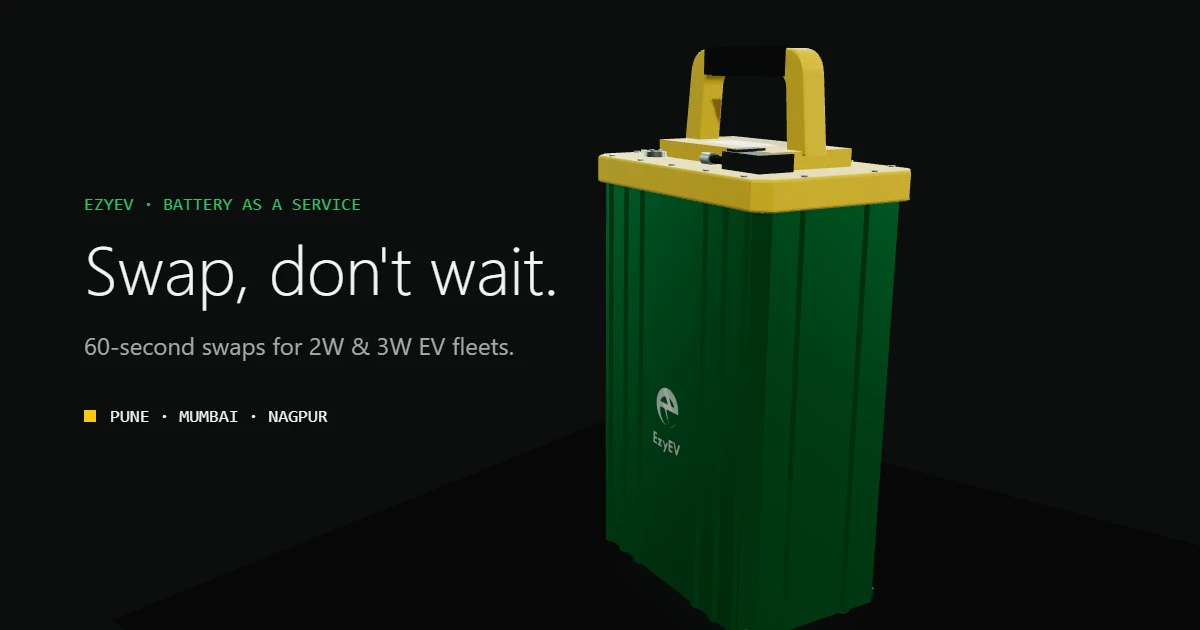 EZYEV · BATTERY AS A SERVICE
Swap, don't wait.
60-second swaps for 2W & 3W EV fleets.
PUNE · MUMBAI · NAGPUR
EzyEV